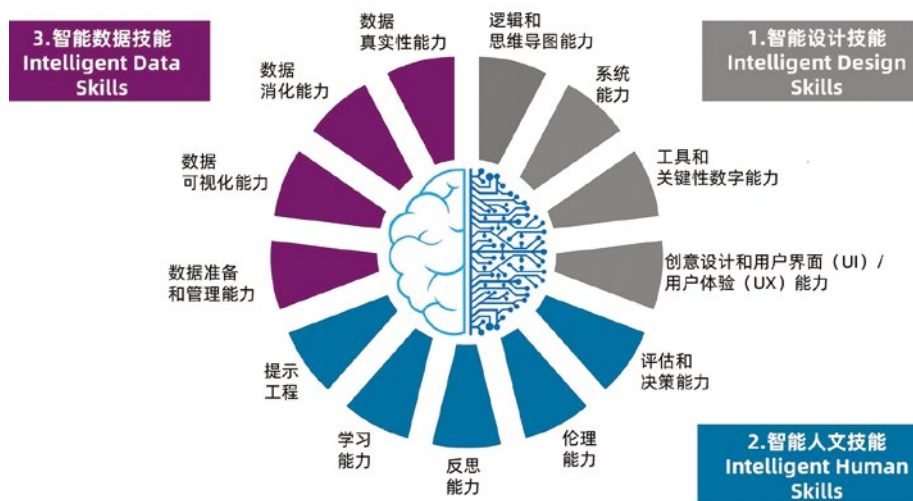 3.智能数据技能
Intelligent Data
Skills
数据
真实性能力
逻辑和
思维导图能力
1.智能设计技能
Intelligent Design
Skills
数据
消化能力
系统
能力
数据
可视化能力
工具和
关键性数字能力
数据准备
和管理能力
创意设计和用户界面（UI）/
用户体验（UX）能力
提示
工程
评估和
决策能力
学习
能力
反思
能力
伦理
能力
2.智能人文技能
Intelligent Human
Skills